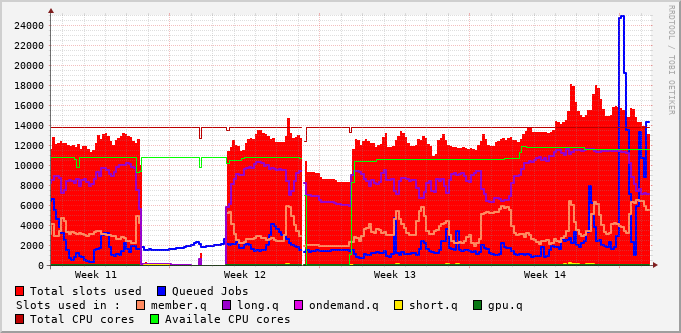 RRDTOOL / TOBI OETIKER
24000
22000
20000
18000
16000
14000
12000
10000
8000
6000
4000
2000
0
Week 11 Week 12 Week 13 Week 14
Total slots used Queued Jobs
Slots used in : member.q long.q ondemand.q short.q gpu.q
Total CPU cores Availale CPU cores